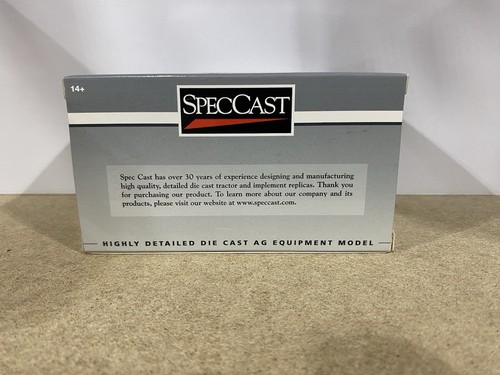 14+
SPECCAST
Spec Cast has over 30 years of experience designing and manufacturing
high quality, detailed die cast tractor and implement replicas. Thank you
for purchasing our product. To learn more about our company and its
products, please visit our website at www.speccast.com.
HIGHLY DETAILED DIE CAST AG EQUIPMENT MODEL